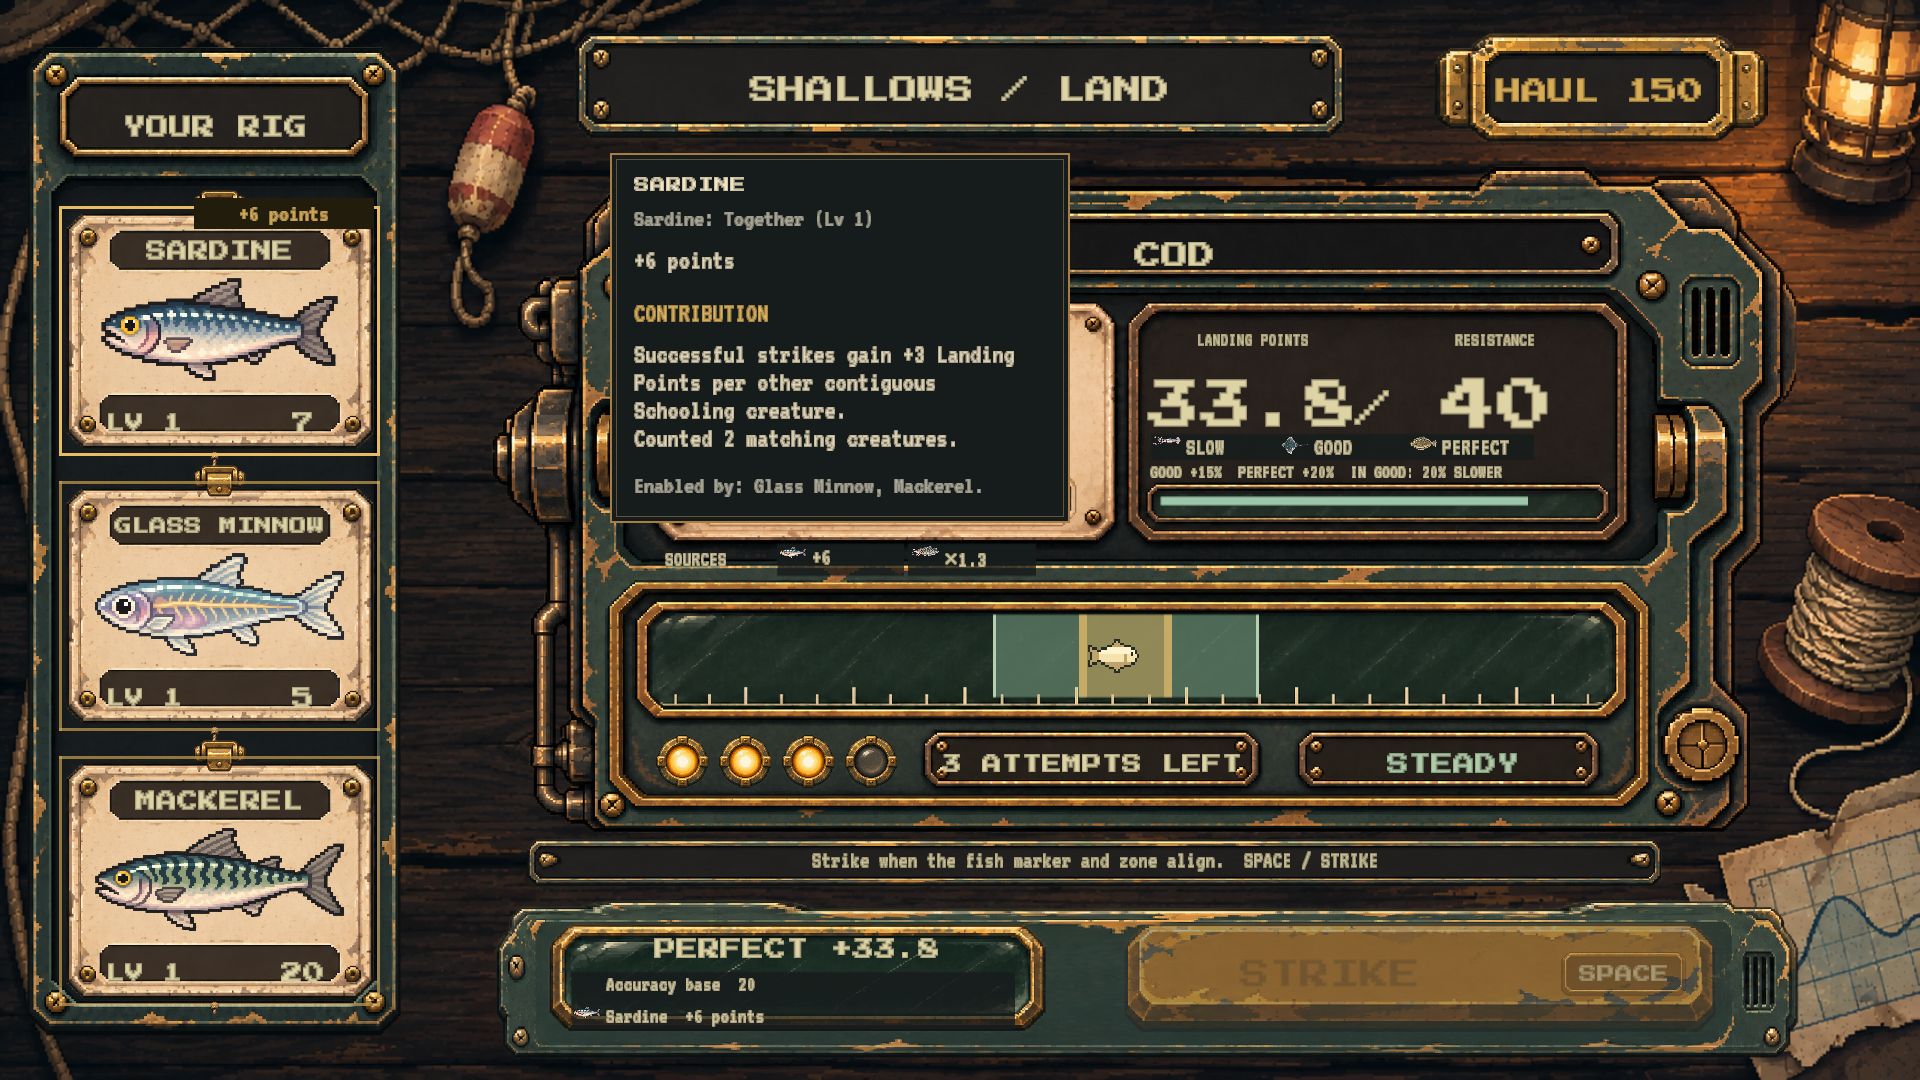 YOUR RIG
+6 points
SARDINE
LV 1 7
GLASS MINNOW
LV 1 5
MACKEREL
LV 1 20
SHALLOWS / LAND
HAUL 150
SARDINE
Sardine: Together (Lv 1)
+6 points
CONTRIBUTION
Successful strikes gain +3 Landing
Points per other contiguous
Schooling creature.
Counted 2 matching creatures.
Enabled by: Glass Minnow, Mackerel.
COD
LANDING POINTS RESISTANCE
33.8/ 40
SLOW GOOD PERFECT
GOOD +15% PERFECT +20% IN GOOD: 20% SLOWER
SOURCES +6 ×1.3
3 ATTEMPTS LEFT
STEADY
Strike when the fish marker and zone align. SPACE / STRIKE
PERFECT +33.8
Accuracy base 20
Sardine +6 points
STRIKE SPACE